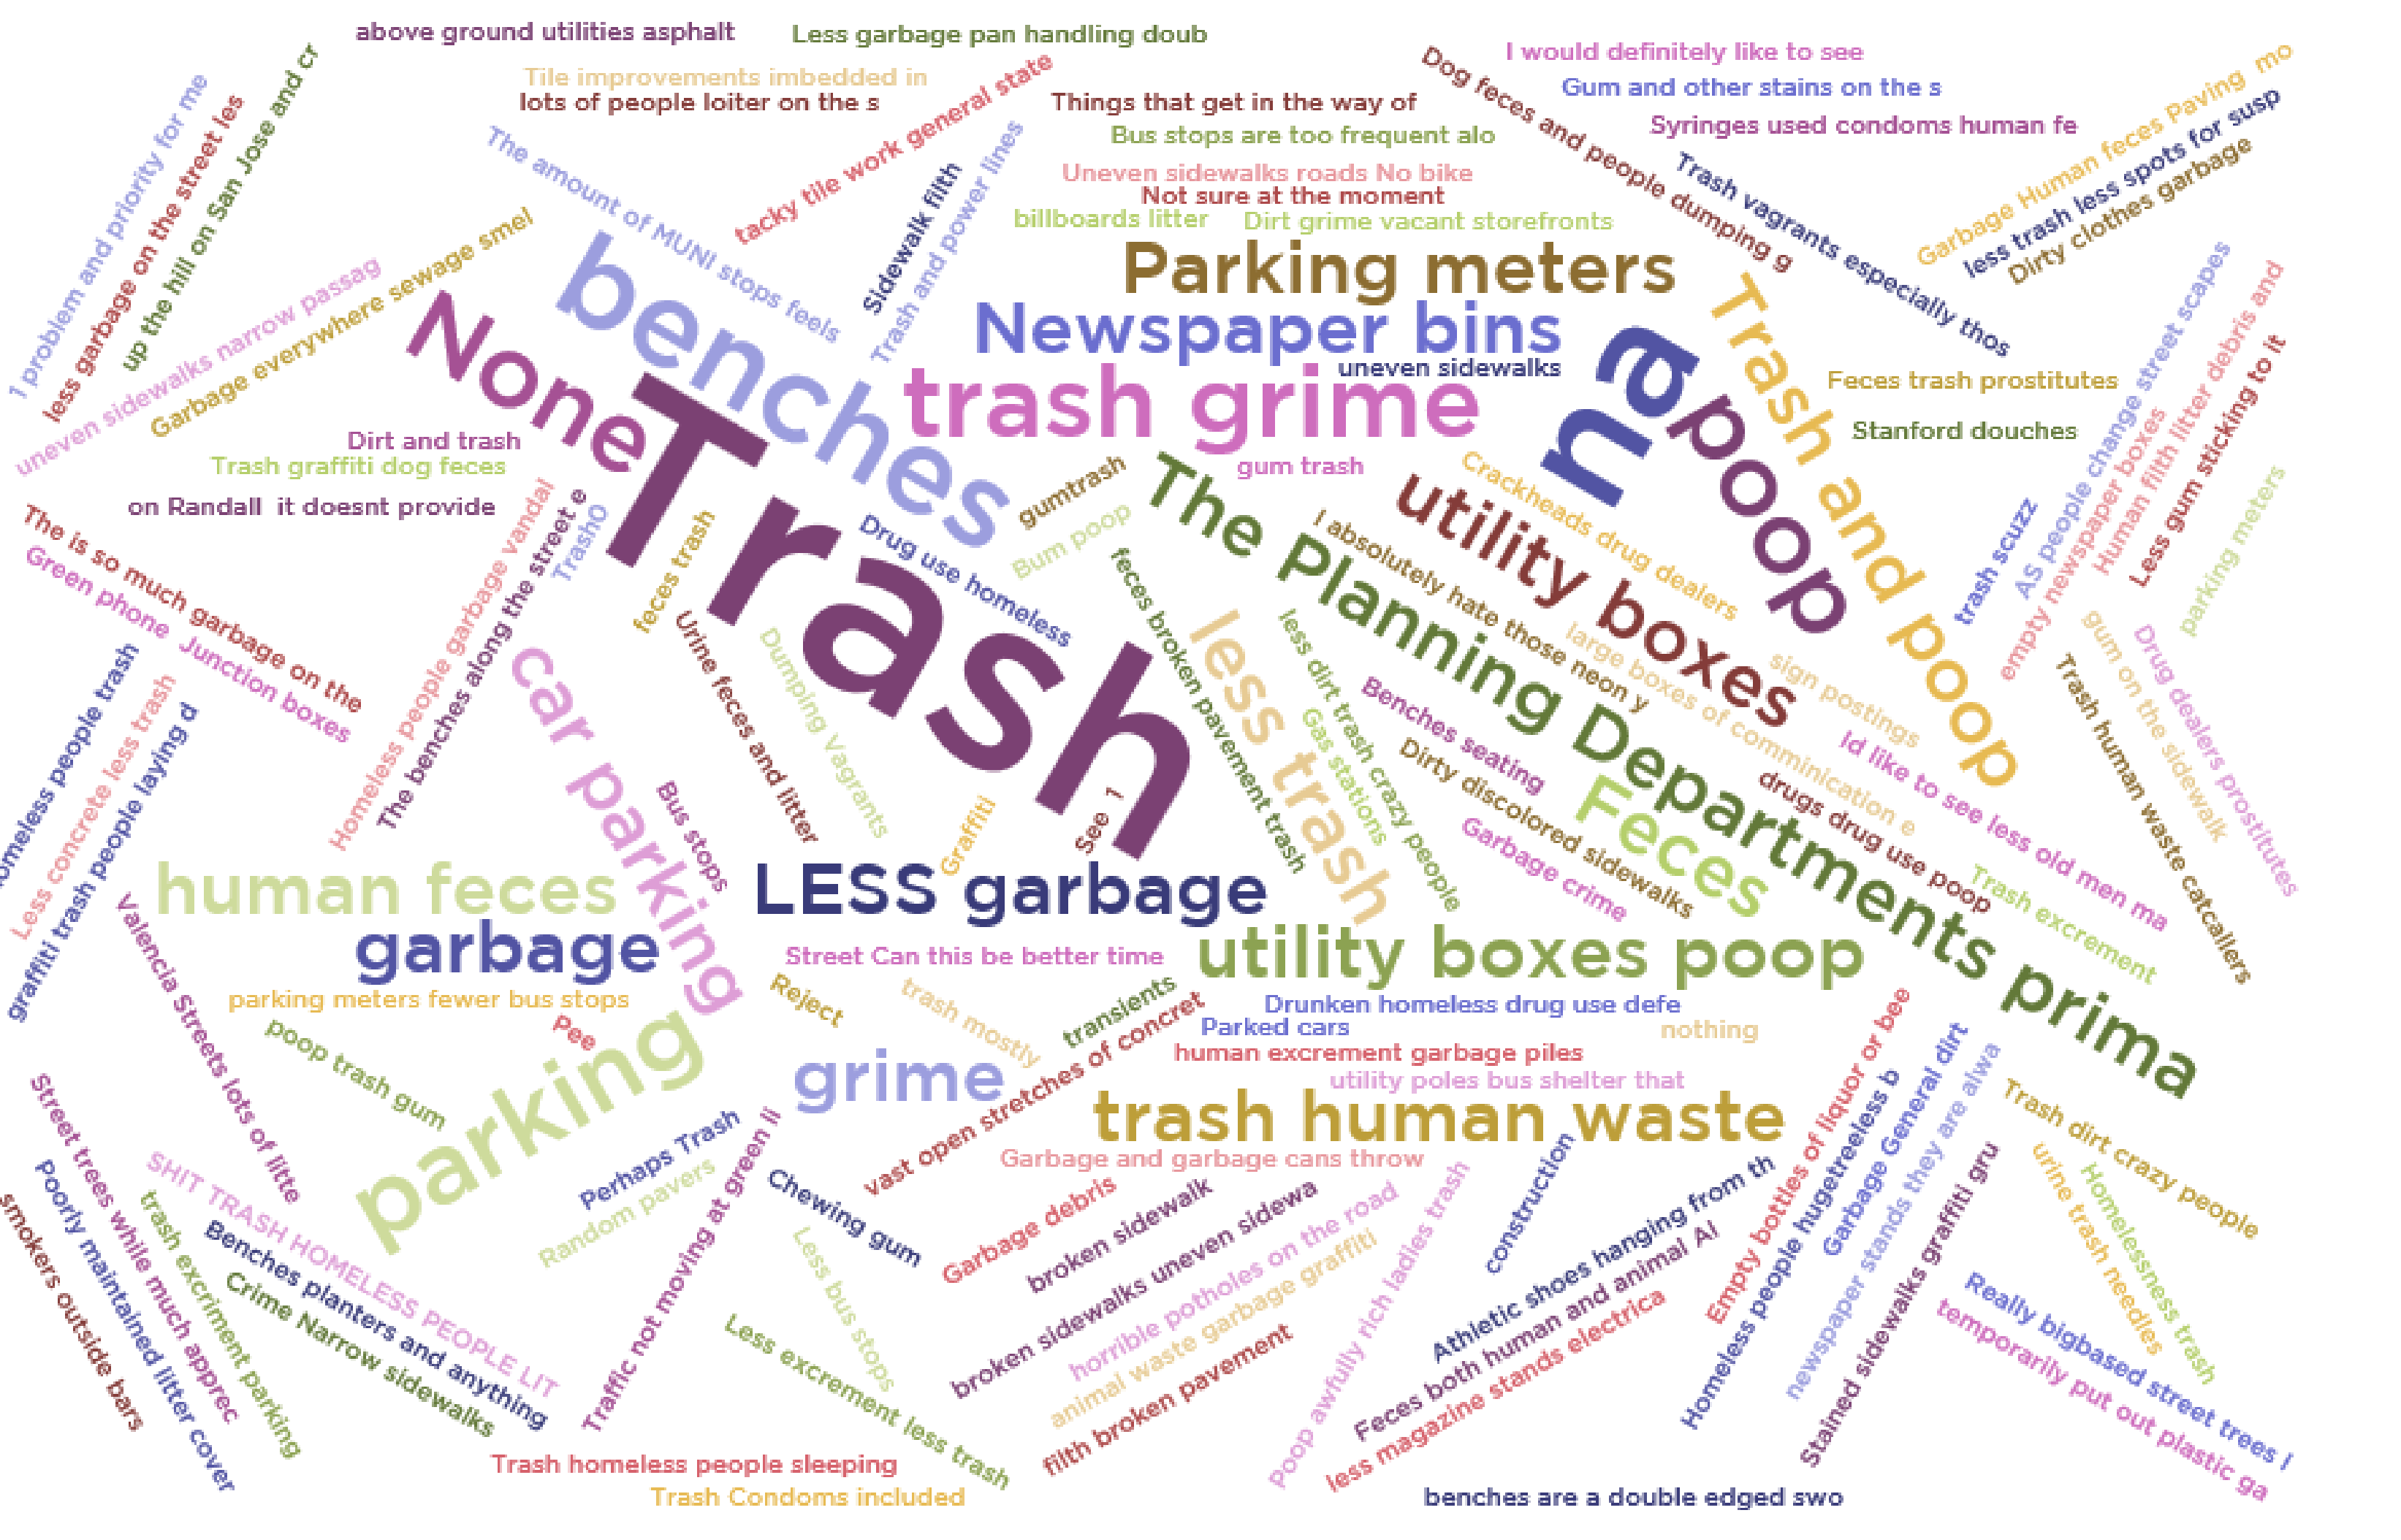 above ground utilities asphalt
Less garbage pan handling doub
I would definitely like to see
Tile improvements imbedded in
lots of people loiter on the s
tacky tile work general state
Things that get in the way of
Bus stops are too frequent alo
Dog feces and people dumping g
Gum and other stains on the s
Syringes used condoms human fe
Garbage Human feces Paving mo
less trash less spots for susp
Dirty clothes garbage
Trash vagrants especially thos
1 problem and priority for me
less garbage on the street les
up the hill on San Jose and cr
uneven sidewalks narrow passag
Garbage everywhere sewage smel
The amount of MUNI stops feels
Sidewalk filth
Trash and power lines
Uneven sidewalks roads No bike
Not sure at the moment
billboards litter
Dirt grime vacant storefronts
Parking meters
Newspaper bins
uneven sidewalks
trash grime
benches
None
Trash
na
poop
Trash and poop
Feces trash prostitutes
Stanford douches
AS people change street scapes
empty newspaper boxes
Human filth litter debris and
Less gum sticking to it
trash scuzz
parking meters
Dirt and trash
Trash graffiti dog feces
on Randall it doesnt provide
The is so much garbage on the
Green phone Junction boxes
Homeless people garbage vandal
The benches along the street e
Trash0
feces trash
Drug use homeless
gumtrash
Bum poop
gum trash
The Planning Departments prima
utility boxes
Crackheads drug dealers
I absolutely hate those neon y
large boxes of comminication e
sign postings
Id like to see less old men ma
drugs drug use poop
Trash excrement
gum on the sidewalk
Drug dealers prostitutes
Trash human waste catcallers
omeless people trash
Less concrete less trash
graffiti trash people laying d
car parking
Urine feces and litter
Dumping Vagrants
Bus stops
Graffiti
See 1
feces broken pavement trash
less trash
less dirt trash crazy people
Gas stations
Benches seating
Dirty discolored sidewalks
Garbage crime
Feces
human feces
garbage
LESS garbage
utility boxes poop
Street Can this be better time
Valencia Streets lots of litte
parking meters fewer bus stops
Pee
poop trash gum
parking
Reject
trash mostly
transients
vast open stretches of concret
Drunken homeless drug use defe
Parked cars
nothing
human excrement garbage piles
utility poles bus shelter that
grime
trash human waste
Garbage and garbage cans throw
Perhaps Trash
Random pavers
Traffic not moving at green li
Chewing gum
Less bus stops
Less excrement less trash
Garbage debris
broken sidewalk
broken sidewalks uneven sidewa
horrible potholes on the road
animal waste garbage graffiti
filth broken pavement
Poop awfully rich ladies trash
construction
Athletic shoes hanging from th
Feces both human and animal Al
less magazine stands electrica
Empty bottles of liquor or bee
Homeless people hugetreeless b
Garbage General dirt
newspaper stands they are alwa
Stained sidewalks graffiti gru
Trash dirt crazy people
urine trash needles
Homelessness trash
Really bigbased street trees l
temporarily put out plastic ga
Street trees while much apprec
Poorly maintained litter cover
smokers outside bars
SHIT TRASH HOMELESS PEOPLE LIT
trash excriment parking
Benches planters and anything
Crime Narrow sidewalks
Trash homeless people sleeping
Trash Condoms included
benches are a double edged swo